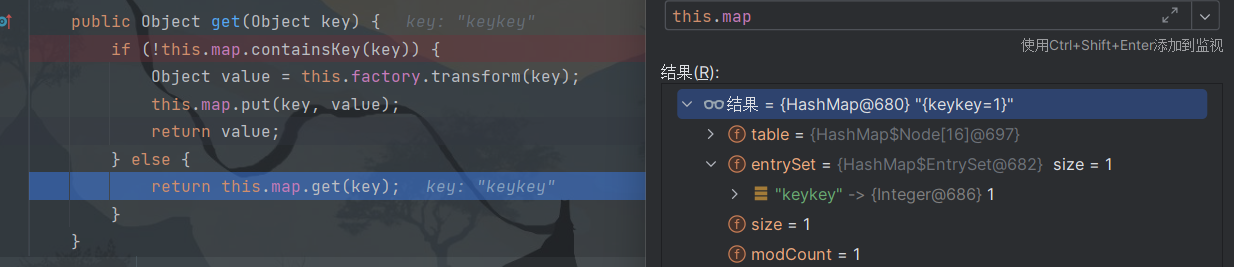 public Object get(Object key) {   key: "keykey"
if (!this.map.containsKey(key)) {
Object value = this.factory.transform(key);
this.map.put(key, value);
return value;
} else {
return this.map.get(key);   key: "keykey"
}
}
this.map
使用Ctrl+Shift+Enter添加到监视
结果(R):
结果 = {HashMap@680} "{keykey=1}"
table = {HashMap$Node[16]@697}
entrySet = {HashMap$EntrySet@682}  size = 1
"keykey" -> {Integer@686} 1
size = 1
modCount = 1